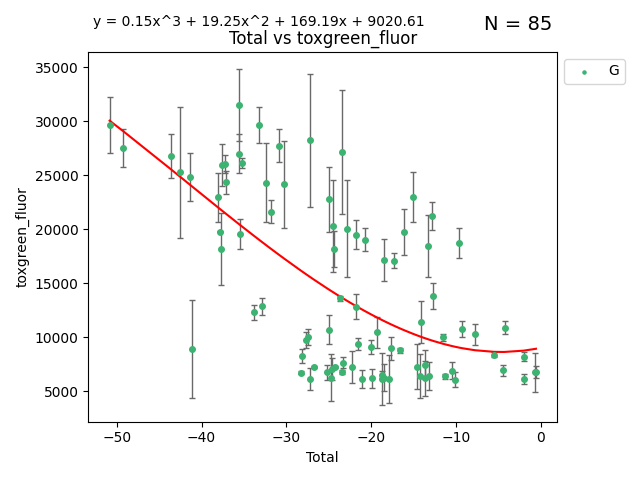 y = 0.15x^3 + 19.25x^2 + 169.19x + 9020.61
N = 85
Total vs toxgreen_fluor
G
35000
30000
25000
20000
15000
10000
5000
toxgreen_fluor
−50
−40
−30
−20
−10
0
Total